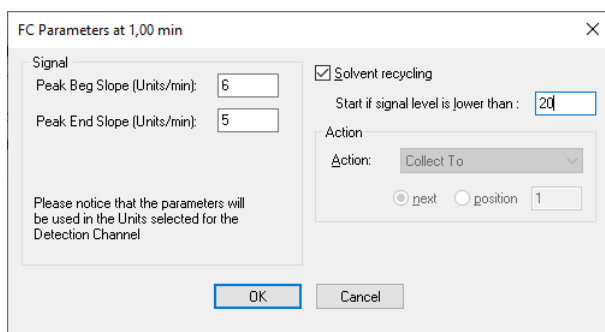 FC Parameters at 1,00 min
Signal
Peak Beg Slope (Units/min): 6
Peak End Slope (Units/min): 5
Please notice that the parameters will
be used in the Units selected for the
Detection Channel
Solvent recycling
Start if signal level is lower than : 20
Action
Action: Collect To
next position 1
OK Cancel